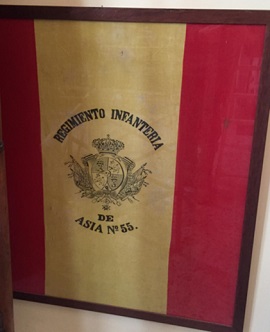 REGIMIENTO INFANTERIA
DE
ASIA Nº 55.